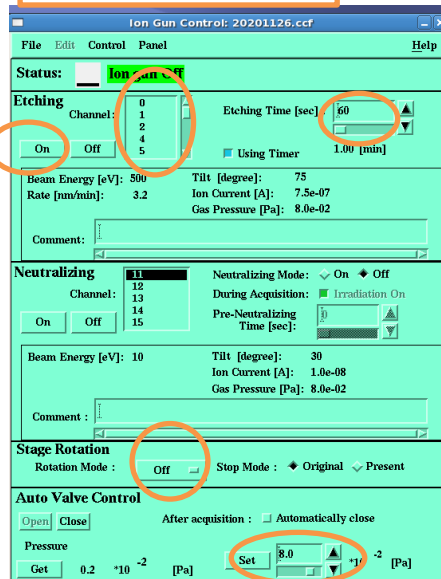 Ion Gun Control: 20201126.ccf
File Edit Control Panel Help
Status: Ion gun Off
Etching
Channel: 0 1 2 4 5
Etching Time [sec] : 60
On Off
Using Timer 1.00 [min]
Beam Energy [eV]: 500 Tilt [degree]: 75
Rate [nm/min]: 3.2 Ion Current [A]: 7.5e-07
Gas Pressure [Pa]: 8.0e-02
Comment:
Neutralizing
Channel: 11 12 13 14 15
Neutralizing Mode: On Off
During Acquisition: Irradiation On
Pre-Neutralizing Time [sec]: 0
On Off
Beam Energy [eV]: 10 Tilt [degree]: 30
Ion Current [A]: 1.0e-08
Gas Pressure [Pa]: 8.0e-02
Comment :
Stage Rotation
Rotation Mode : Off Stop Mode : Original Present
Auto Valve Control
Open Close After acquisition : Automatically close
Pressure
Get 0.2 *10 -2 [Pa] Set 8.0 *10 -2 [Pa]